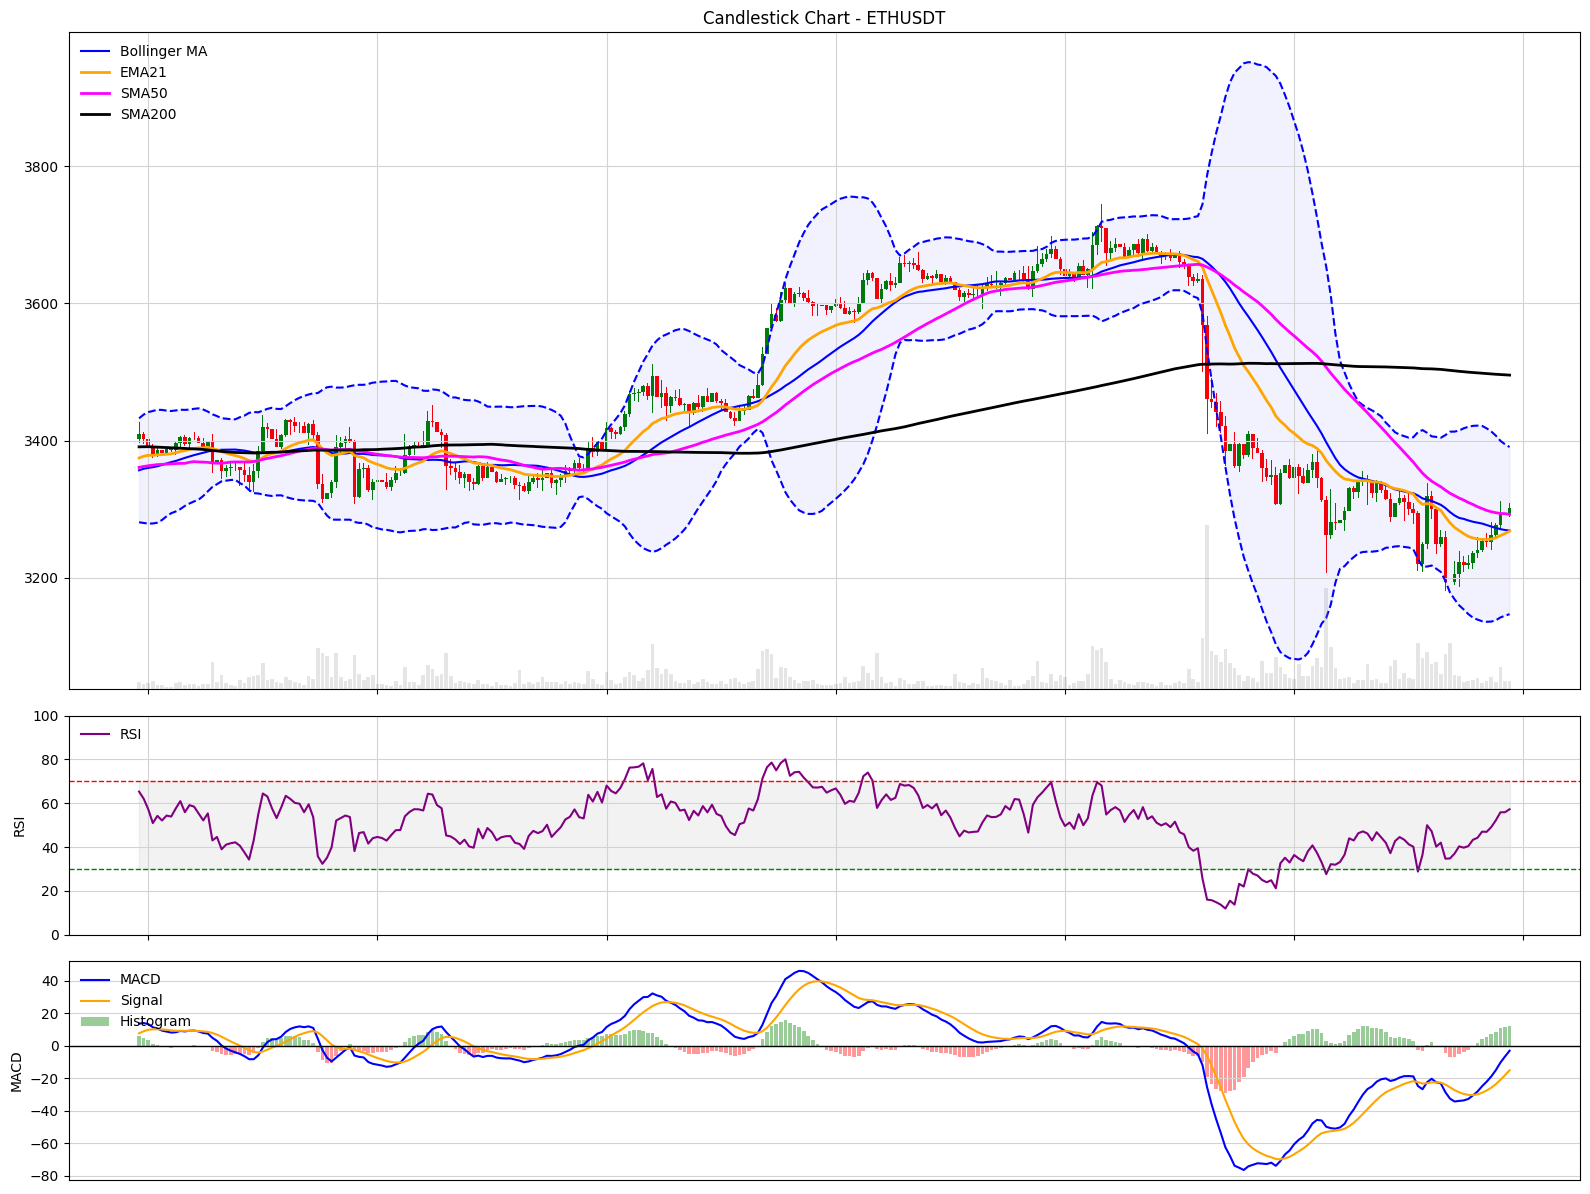 Candlestick Chart - ETHUSDT
Bollinger MA
EMA21
SMA50
SMA200
3800
3600
3400
3200
100
80
60
40
20
0
RSI
RSI
40
20
0
−20
−40
−60
−80
MACD
MACD
Signal
Histogram